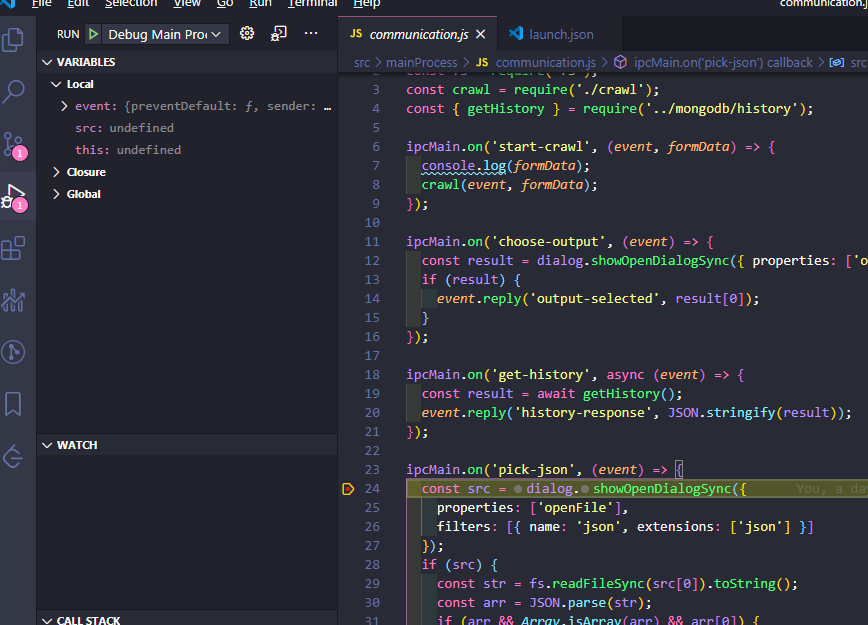 File Edit Selection View Go Run Terminal Help
communication.j
RUN Debug Main Proc
VARIABLES
Local
event: {preventDefault: ƒ, sender: …
src: undefined
this: undefined
Closure
Global
1
1
WATCH
CALL STACK
JS communication.js
launch.json
src > mainProcess > JS communication.js > ipcMain.on('pick-json') callback > src
3 const crawl = require('./crawl');
4 const { getHistory } = require('../mongodb/history');
5
6 ipcMain.on('start-crawl', (event, formData) => {
7 console.log(formData);
8 crawl(event, formData);
9 });
10
11 ipcMain.on('choose-output', (event) => {
12 const result = dialog.showOpenDialogSync({ properties: ['o
13 if (result) {
14 event.reply('output-selected', result[0]);
15 }
16 });
17
18 ipcMain.on('get-history', async (event) => {
19 const result = await getHistory();
20 event.reply('history-response', JSON.stringify(result));
21 });
22
23 ipcMain.on('pick-json', (event) => {
24 const src = dialog.showOpenDialogSync({ You, a da
25 properties: ['openFile'],
26 filters: [{ name: 'json', extensions: ['json'] }]
27 });
28 if (src) {
29 const str = fs.readFileSync(src[0]).toString();
30 const arr = JSON.parse(str);
31 if (arr && Array.isArray(arr) && arr[0]) {